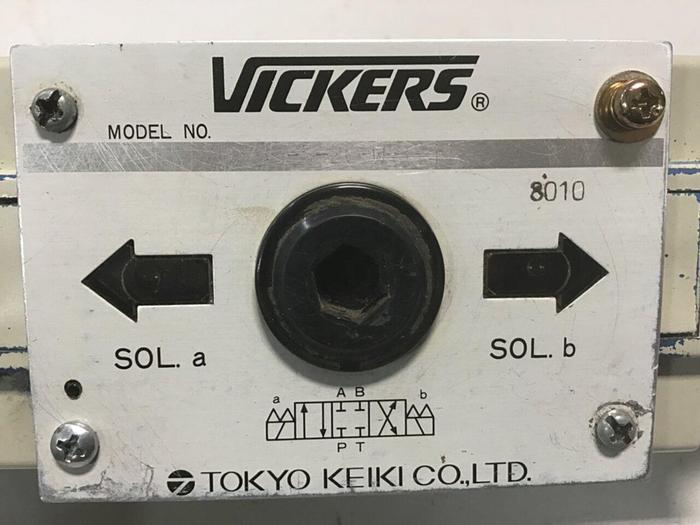 VICKERS®
MODEL NO.
8010
SOL. a
SOL. b
a A B b
P T
TOKYO KEIKI CO.,LTD.